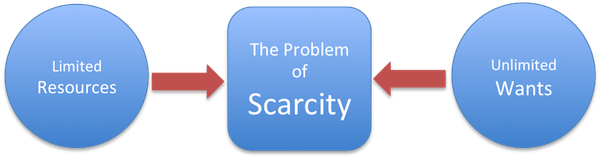 Limited
Resources
The Problem
of
Scarcity
Unlimited
Wants